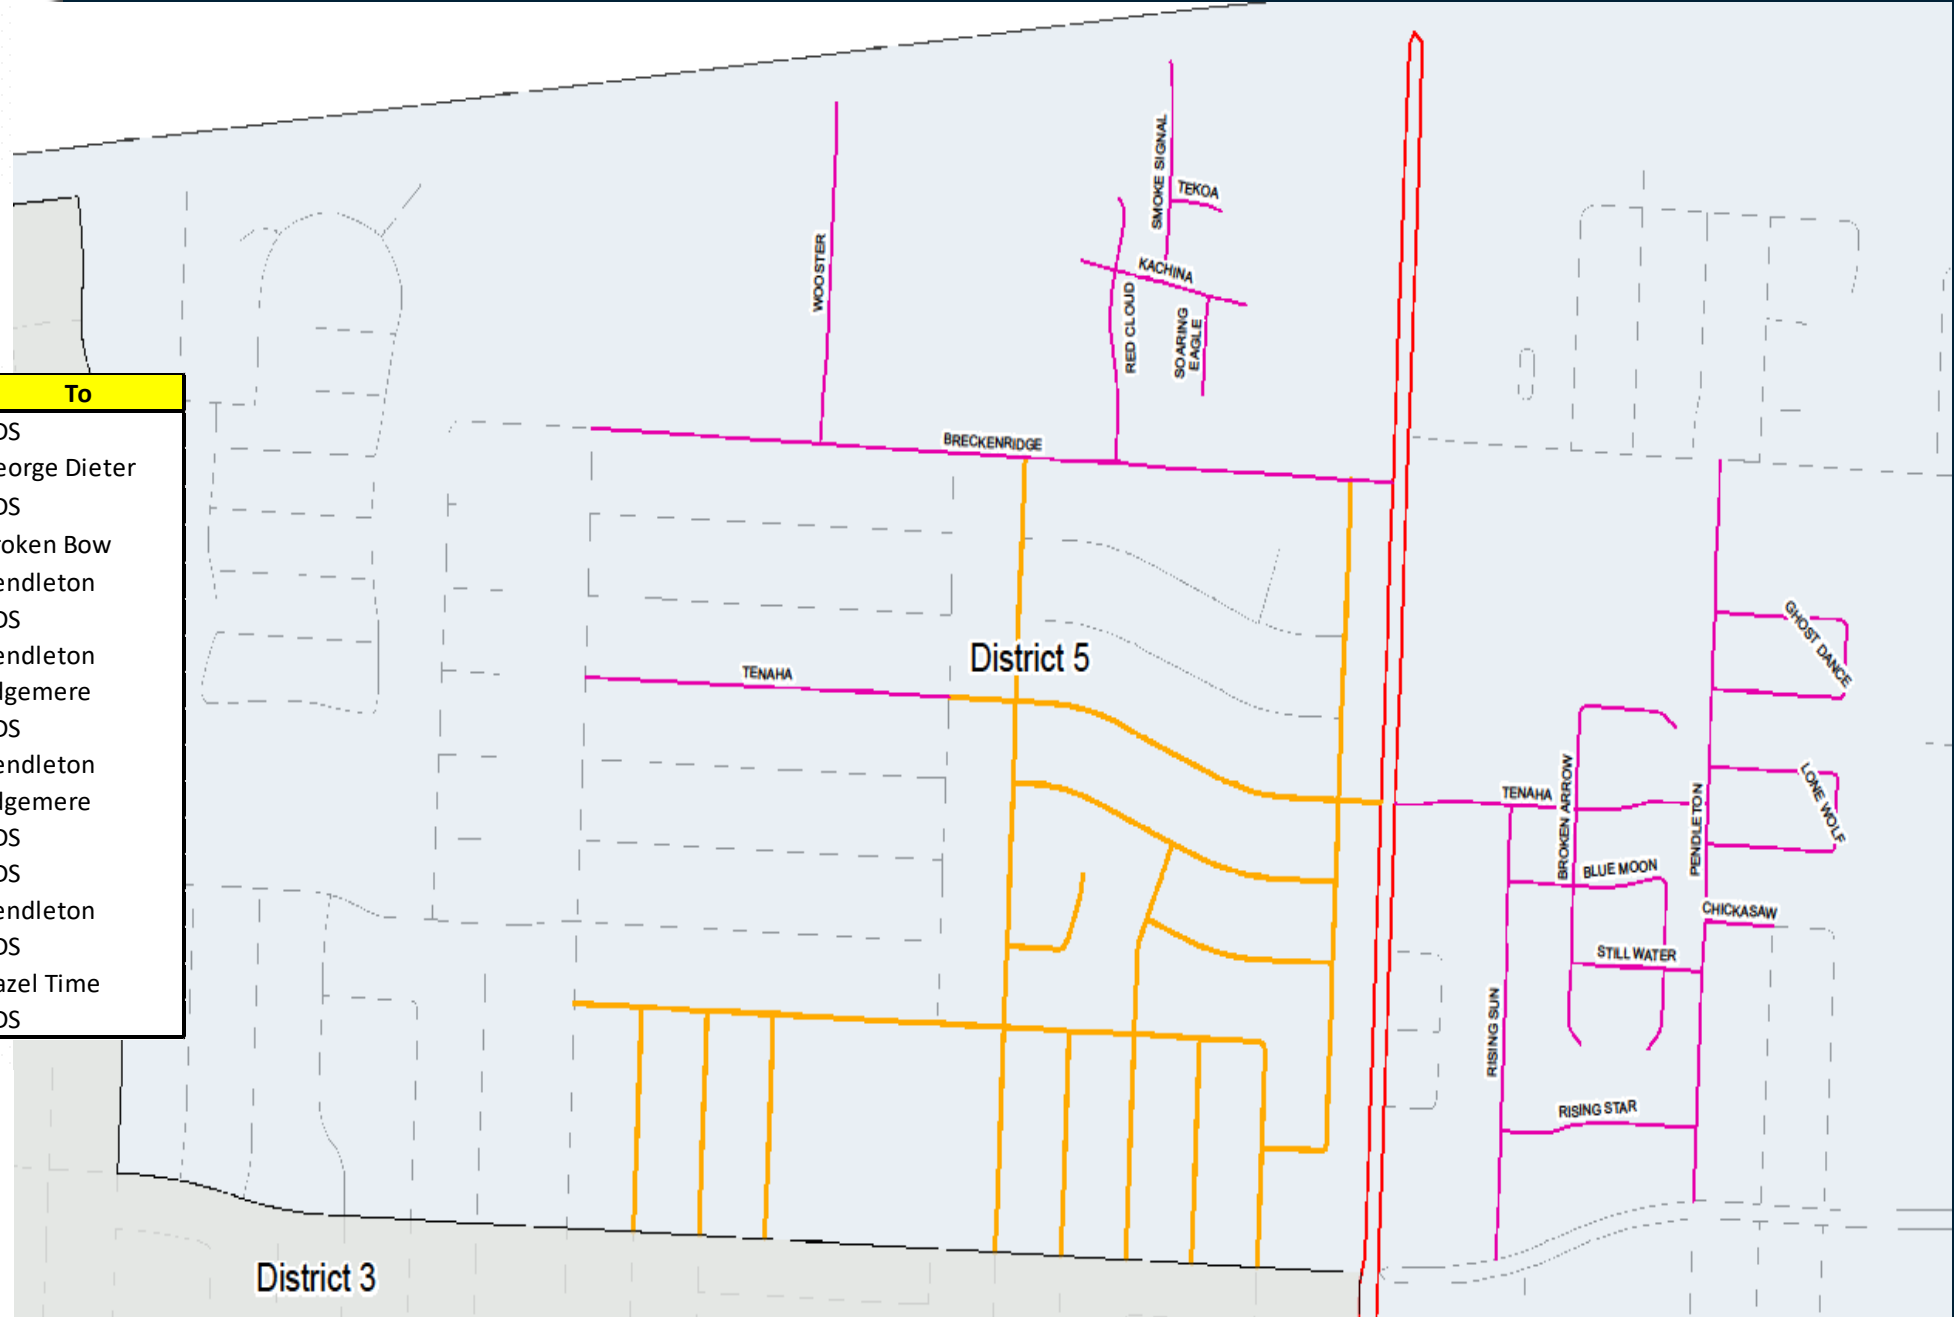 SMOKE SIGNAL
TEKOA
WOOSTER
KACHINA
RED CLOUD
SOARING
EAGLE
To
DS
eorge Dieter
DS
roken Bow
endleton
DS
endleton
lgemere
DS
endleton
lgemere
DS
DS
endleton
DS
azel Time
DS
BRECKENRIDGE
District 5
TENAHA
GHOST DANCE
LONE WOLF
TENAHA
BROKEN ARROW
PENDLETON
BLUE MOON
CHICKASAW
STILL WATER
RISING SUN
RISING STAR
District 3